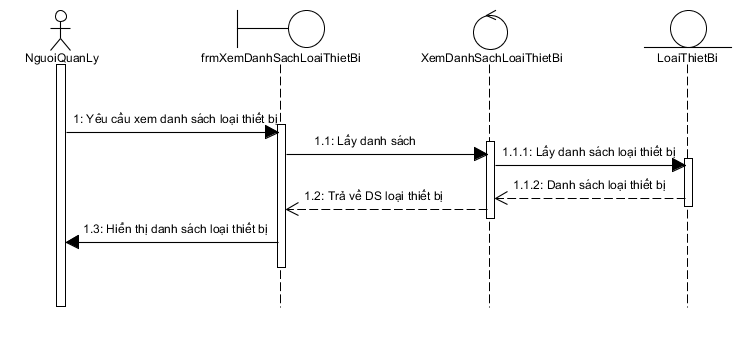 NguoiQuanLy
frmXemDanhSachLoaiThietBi
XemDanhSachLoaiThietBi
LoaiThietBi
1: Yêu cầu xem danh sách loại thiết bị
1.1: Lấy danh sách
1.1.1: Lấy danh sách loại thiết bị
1.1.2: Danh sách loại thiết bị
1.2: Trả về DS loại thiết bị
1.3: Hiển thị danh sách loại thiết bị